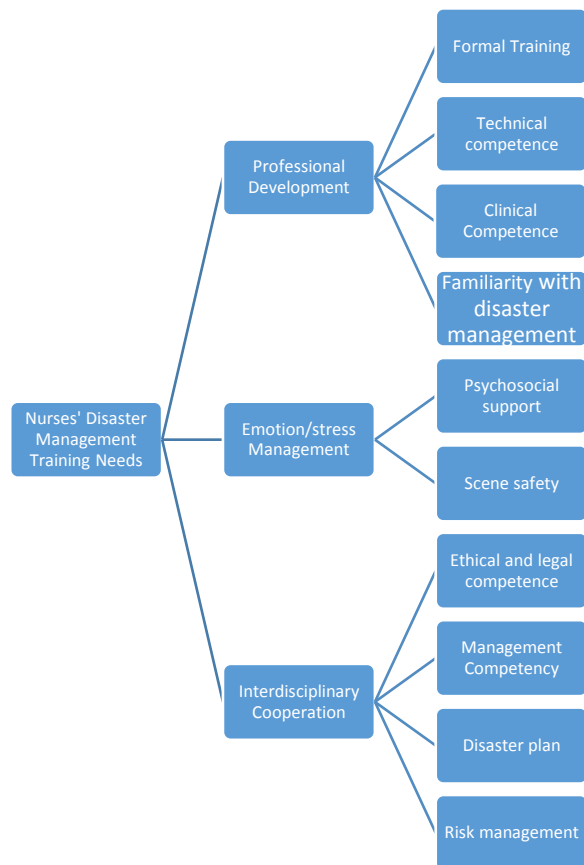 Nurses' Disaster
Management
Training Needs
Professional
Development
Formal Training
Technical
competence
Clinical
Competence
Familiarity with
disaster
management
Emotion/stress
Management
Psychosocial
support
Scene safety
Interdisciplinary
Cooperation
Ethical and legal
competence
Management
Competency
Disaster plan
Risk management